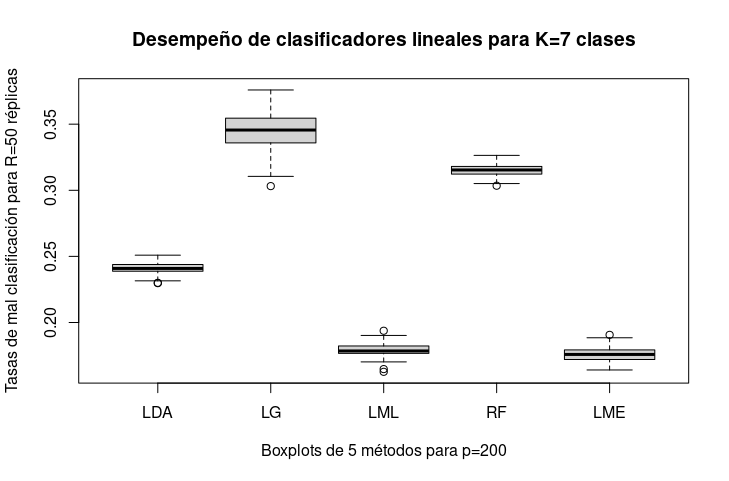 Desempeño de clasificadores lineales para K=7 clases
Tasas de mal clasificación para R=50 réplicas
0.35
0.30
0.25
0.20
LDA LG LML RF LME
Boxplots de 5 métodos para p=200